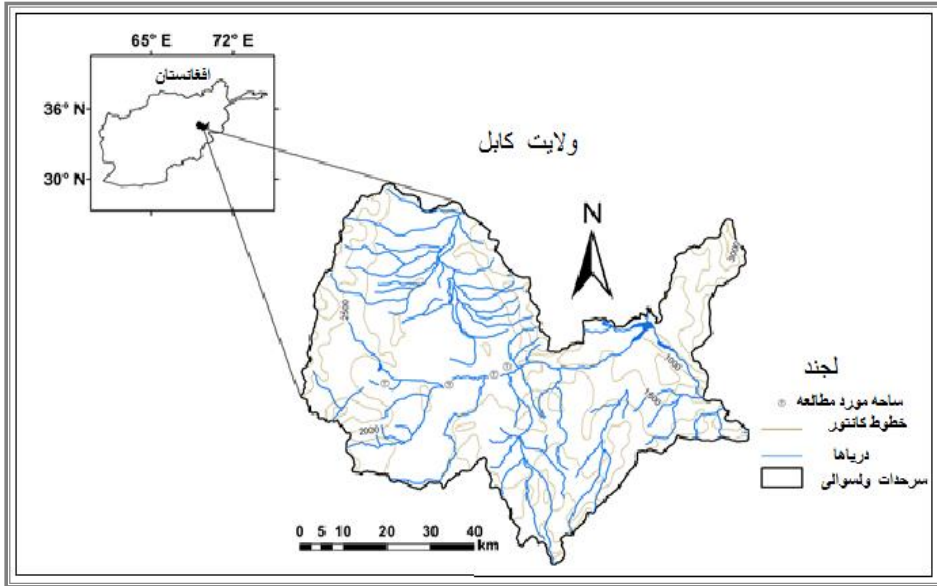 65° E 72° E
افغانستان
36° N
30° N
ولایت کابل
N
3000
2500
1000
1600
2000
لجند
ساحه مورد مطالعه
خطوط کانتور
دریاها
سرحدات ولسوالی
0 5 10 20 30 40
km